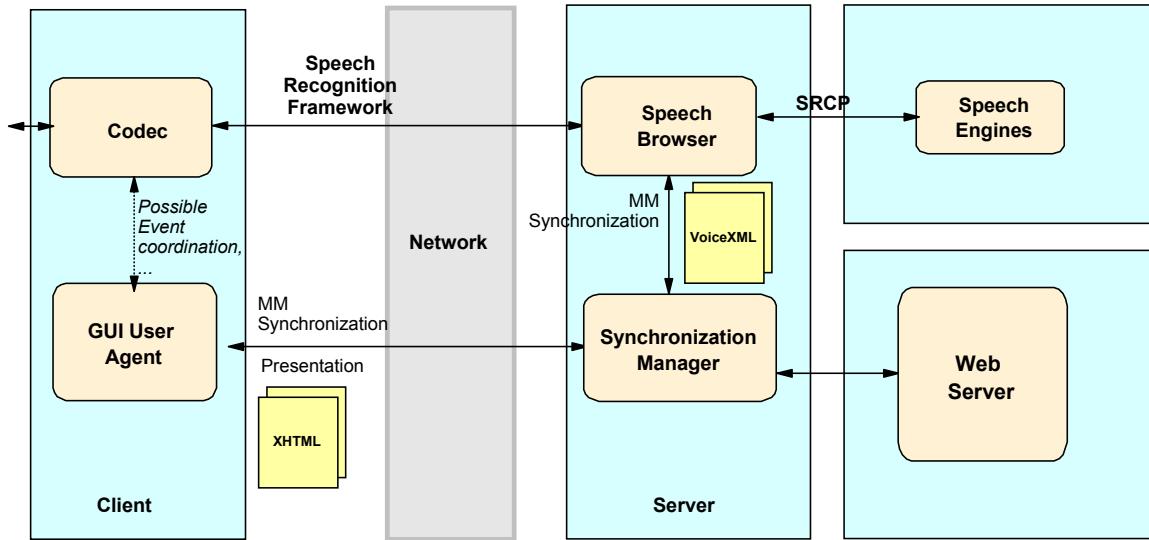 Speech
Recognition
Framework
SRCP
Codec
Speech
Browser
Speech
Engines
Possible
Event
coordination,
...
MM
Synchronization
VoiceXML
Network
GUI User
Agent
MM
Synchronization
Presentation
XHTML
Synchronization
Manager
Web
Server
Client
Server